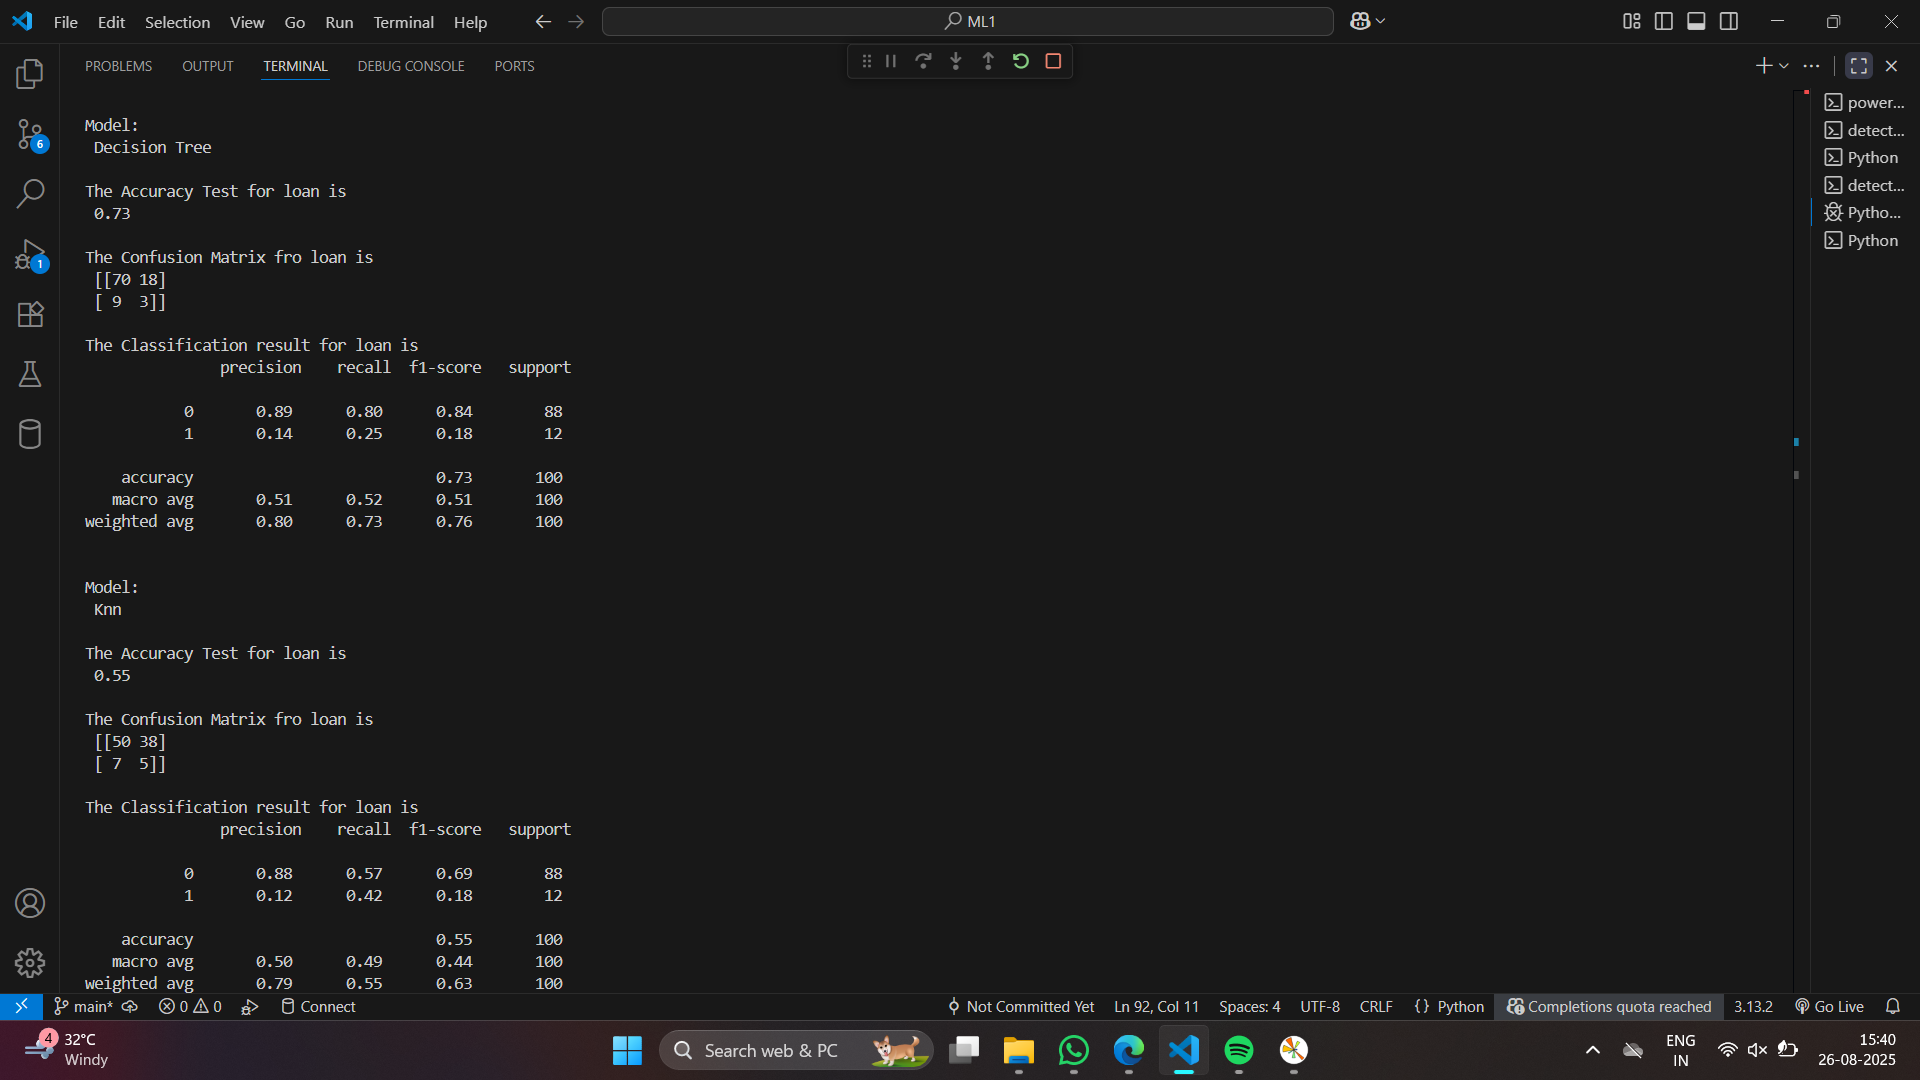 File Edit Selection View Go Run Terminal Help
ML1
PROBLEMS OUTPUT TERMINAL DEBUG CONSOLE PORTS
Model:
Decision Tree
The Accuracy Test for loan is
0.73
The Confusion Matrix fro loan is
[[70 18]
[ 9 3]]
The Classification result for loan is
precision recall f1-score support
0 0.89 0.80 0.84 88
1 0.14 0.25 0.18 12
accuracy 0.73 100
macro avg 0.51 0.52 0.51 100
weighted avg 0.80 0.73 0.76 100
Model:
Knn
The Accuracy Test for loan is
0.55
The Confusion Matrix fro loan is
[[50 38]
[ 7 5]]
The Classification result for loan is
precision recall f1-score support
0 0.88 0.57 0.69 88
1 0.12 0.42 0.18 12
accuracy 0.55 100
macro avg 0.50 0.49 0.44 100
weighted avg 0.79 0.55 0.63 100
power...
detect...
Python
detect...
Pytho...
Python
6
1
main* 0 0 Connect Not Committed Yet Ln 92, Col 11 Spaces: 4 UTF-8 CRLF {} Python Completions quota reached 3.13.2 Go Live
4
32°C
Windy
Search web & PC
ENG
IN
15:40
26-08-2025